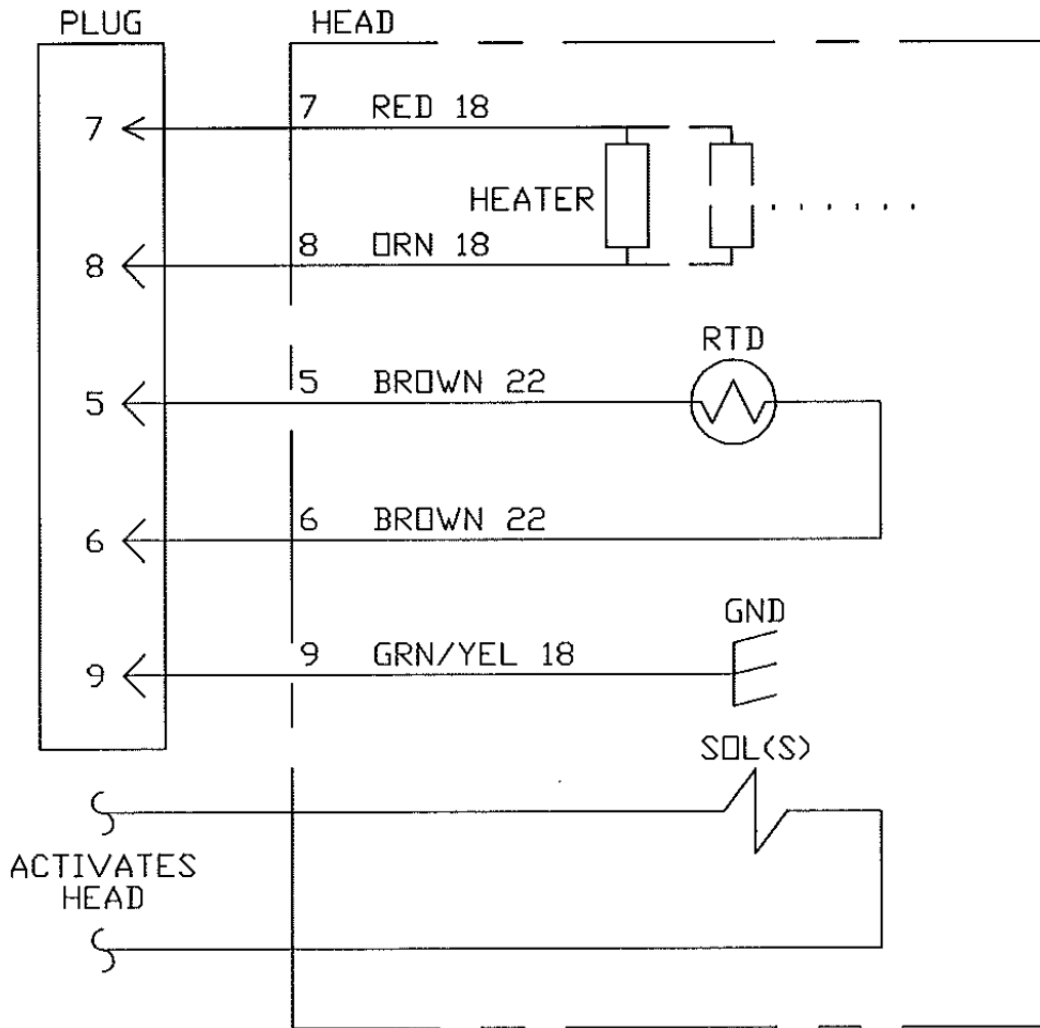 PLUG HEAD
7 7 RED 18
HEATER
8 8 ORN 18
RTD
5 5 BROWN 22
6 6 BROWN 22
GND
9 9 GRN/YEL 18
SOL(S)
ACTIVATES
HEAD